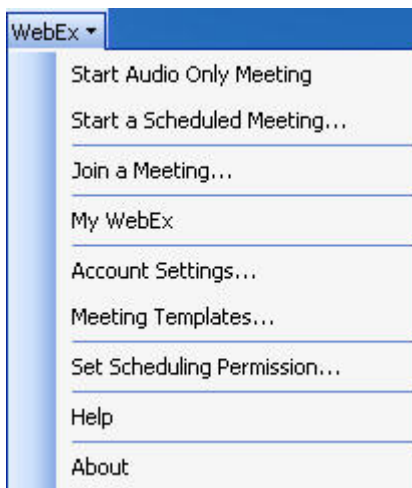 WebEx
Start Audio Only Meeting
Start a Scheduled Meeting...
Join a Meeting...
My WebEx
Account Settings...
Meeting Templates...
Set Scheduling Permission...
Help
About